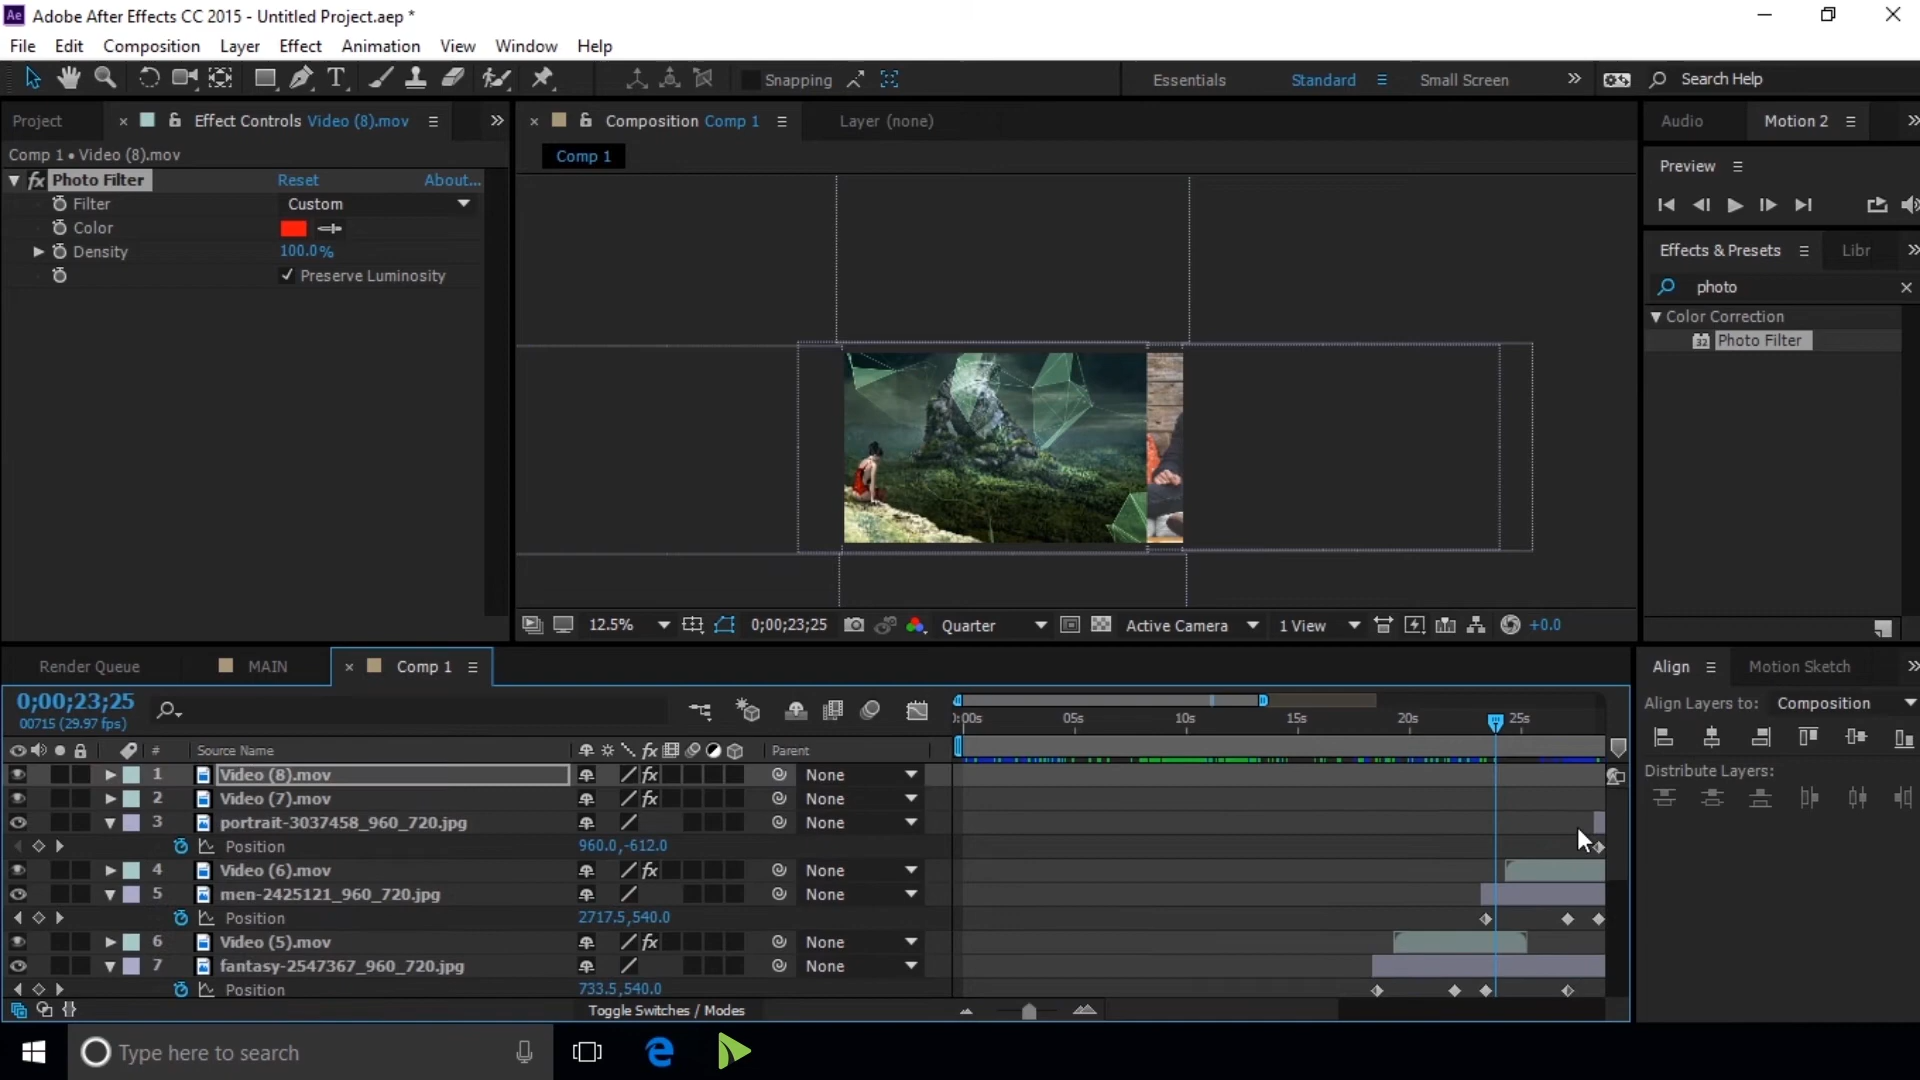 Ae Adobe After Effects CC 2015 - Untitled Project.aep *
File Edit Composition Layer Effect Animation View Window Help
T Snapping Essentials Standard Small Screen Search Help
Project Effect Controls Video (8).mov
Comp 1 • Video (8).mov
fx Photo Filter Reset About...
Filter Custom
Color
Density 100.0%
Preserve Luminosity
Composition Comp 1 Layer (none)
Comp 1
12.5% 0;00;23;25 Quarter Active Camera 1 View +0.0
Audio Motion 2
Preview
Effects & Presets Libr
photo
Color Correction
32 Photo Filter
Render Queue MAIN Comp 1
0;00;23;25
00715 (29.97 fps)
):00s 05s 10s 15s 20s 25s
# Source Name fx Parent
1 Video (8).mov fx None
2 Video (7).mov fx None
3 portrait-3037458_960_720.jpg None
Position 960.0,-612.0
4 Video (6).mov fx None
5 men-2425121_960_720.jpg None
Position 2717.5,540.0
6 Video (5).mov fx None
7 fantasy-2547367_960_720.jpg None
Position 733.5,540.0
Toggle Switches / Modes
Align Motion Sketch
Align Layers to: Composition
Distribute Layers:
Type here to search